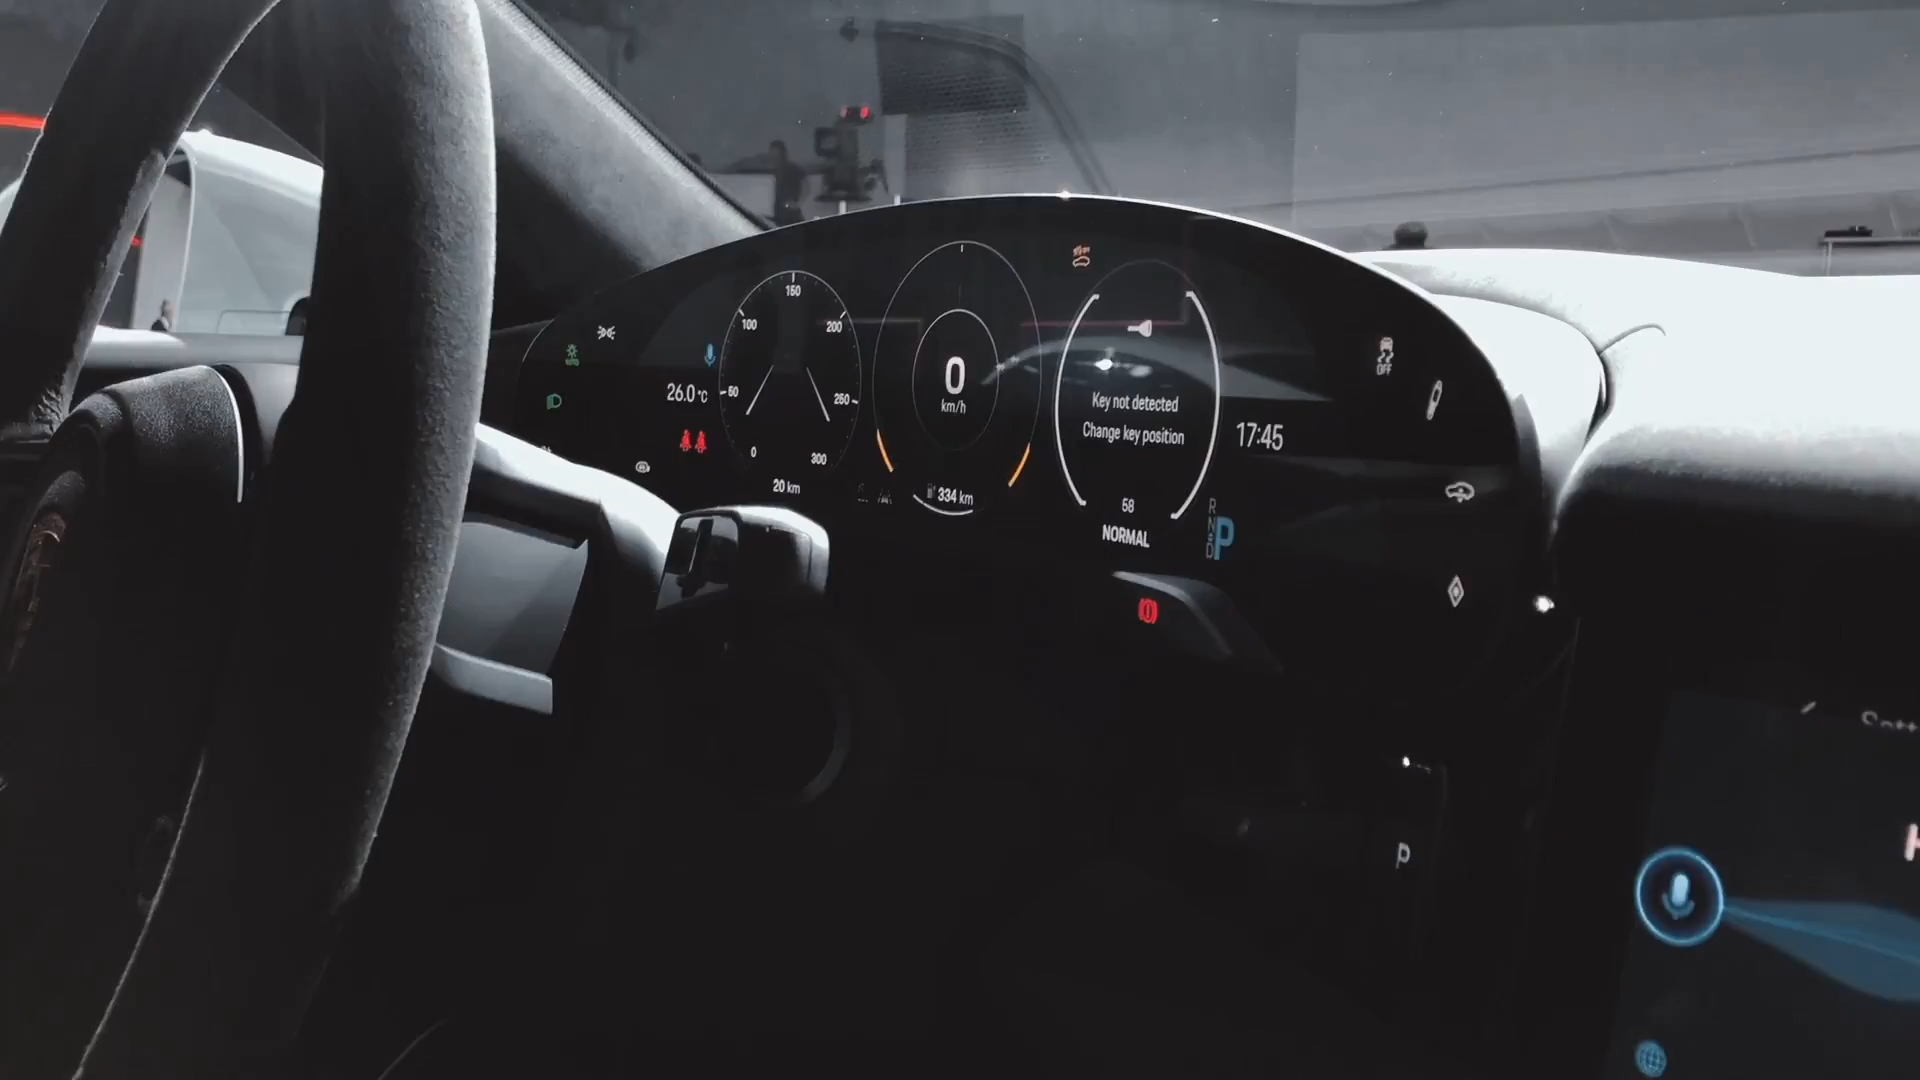 150
100
200
50
250
0
300
26.0 °C
20 km
0
km/h
334 km
Key not detected
Change key position
58
NORMAL
17:45
R
N
D
P
OFF
P